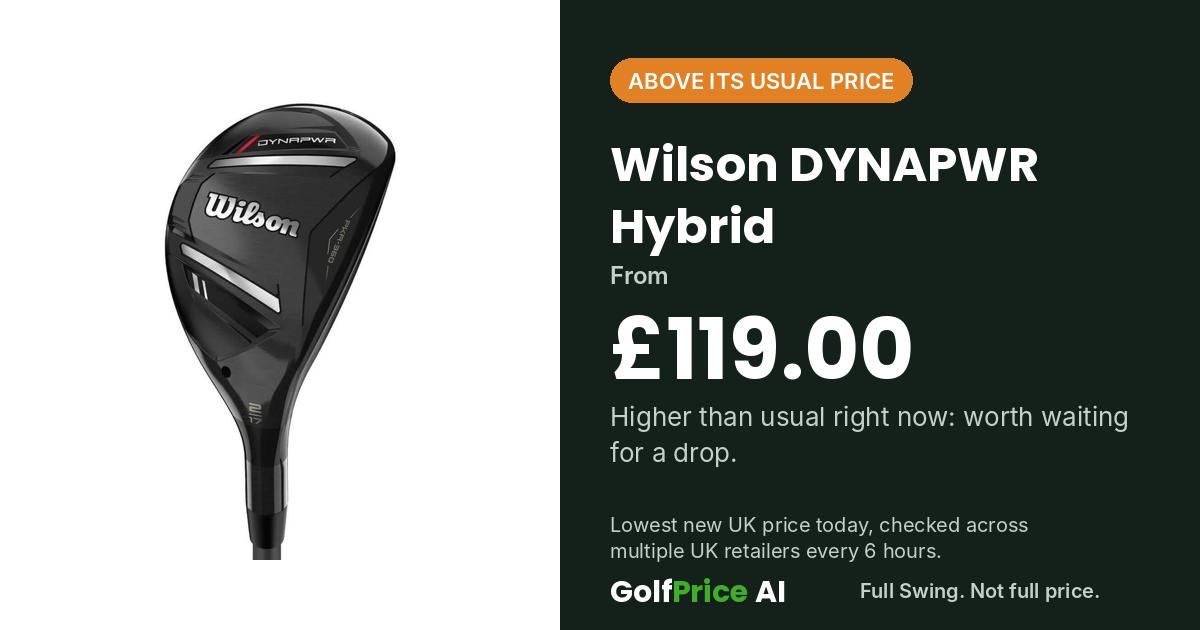 DYNAPWR
Wilson
PKR-360
ABOVE ITS USUAL PRICE
Wilson DYNAPWR
Hybrid
From
£119.00
Higher than usual right now: worth waiting
for a drop.
Lowest new UK price today, checked across
multiple UK retailers every 6 hours.
GolfPrice AI
Full Swing. Not full price.